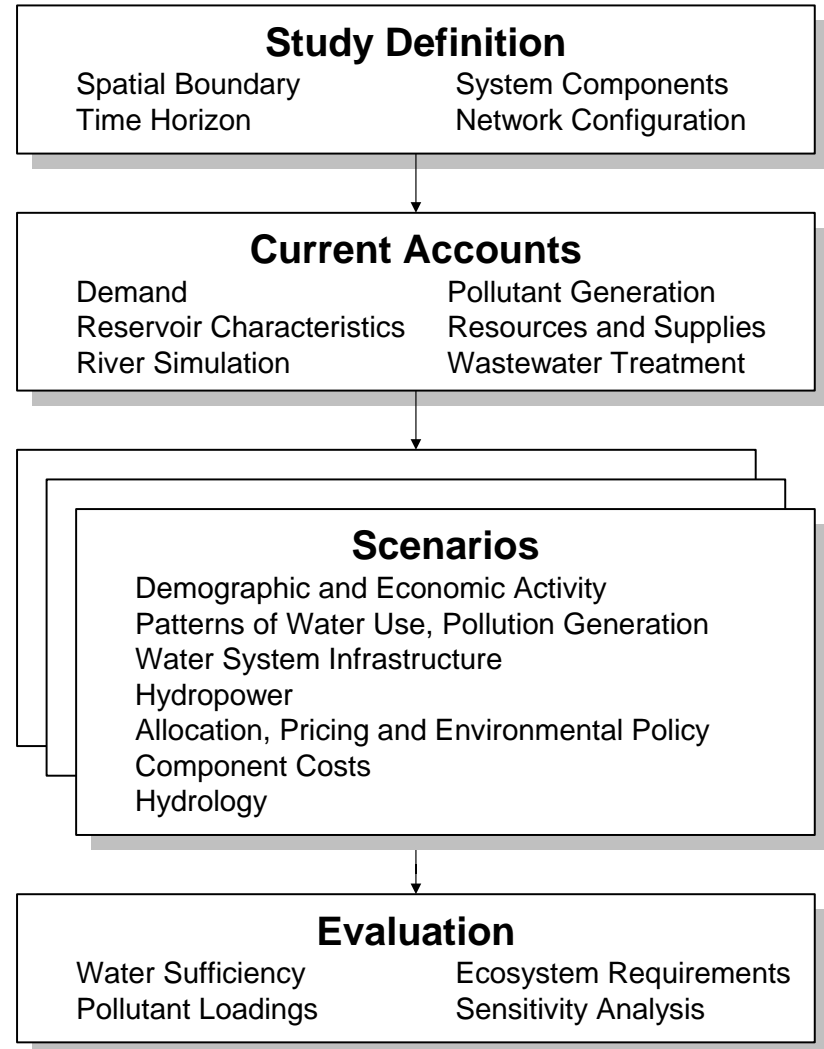 Study Definition
Spatial Boundary System Components
Time Horizon Network Configuration
Current Accounts
Demand Pollutant Generation
Reservoir Characteristics Resources and Supplies
River Simulation Wastewater Treatment
Scenarios
Demographic and Economic Activity
Patterns of Water Use, Pollution Generation
Water System Infrastructure
Hydropower
Allocation, Pricing and Environmental Policy
Component Costs
Hydrology
Evaluation
Water Sufficiency Ecosystem Requirements
Pollutant Loadings Sensitivity Analysis